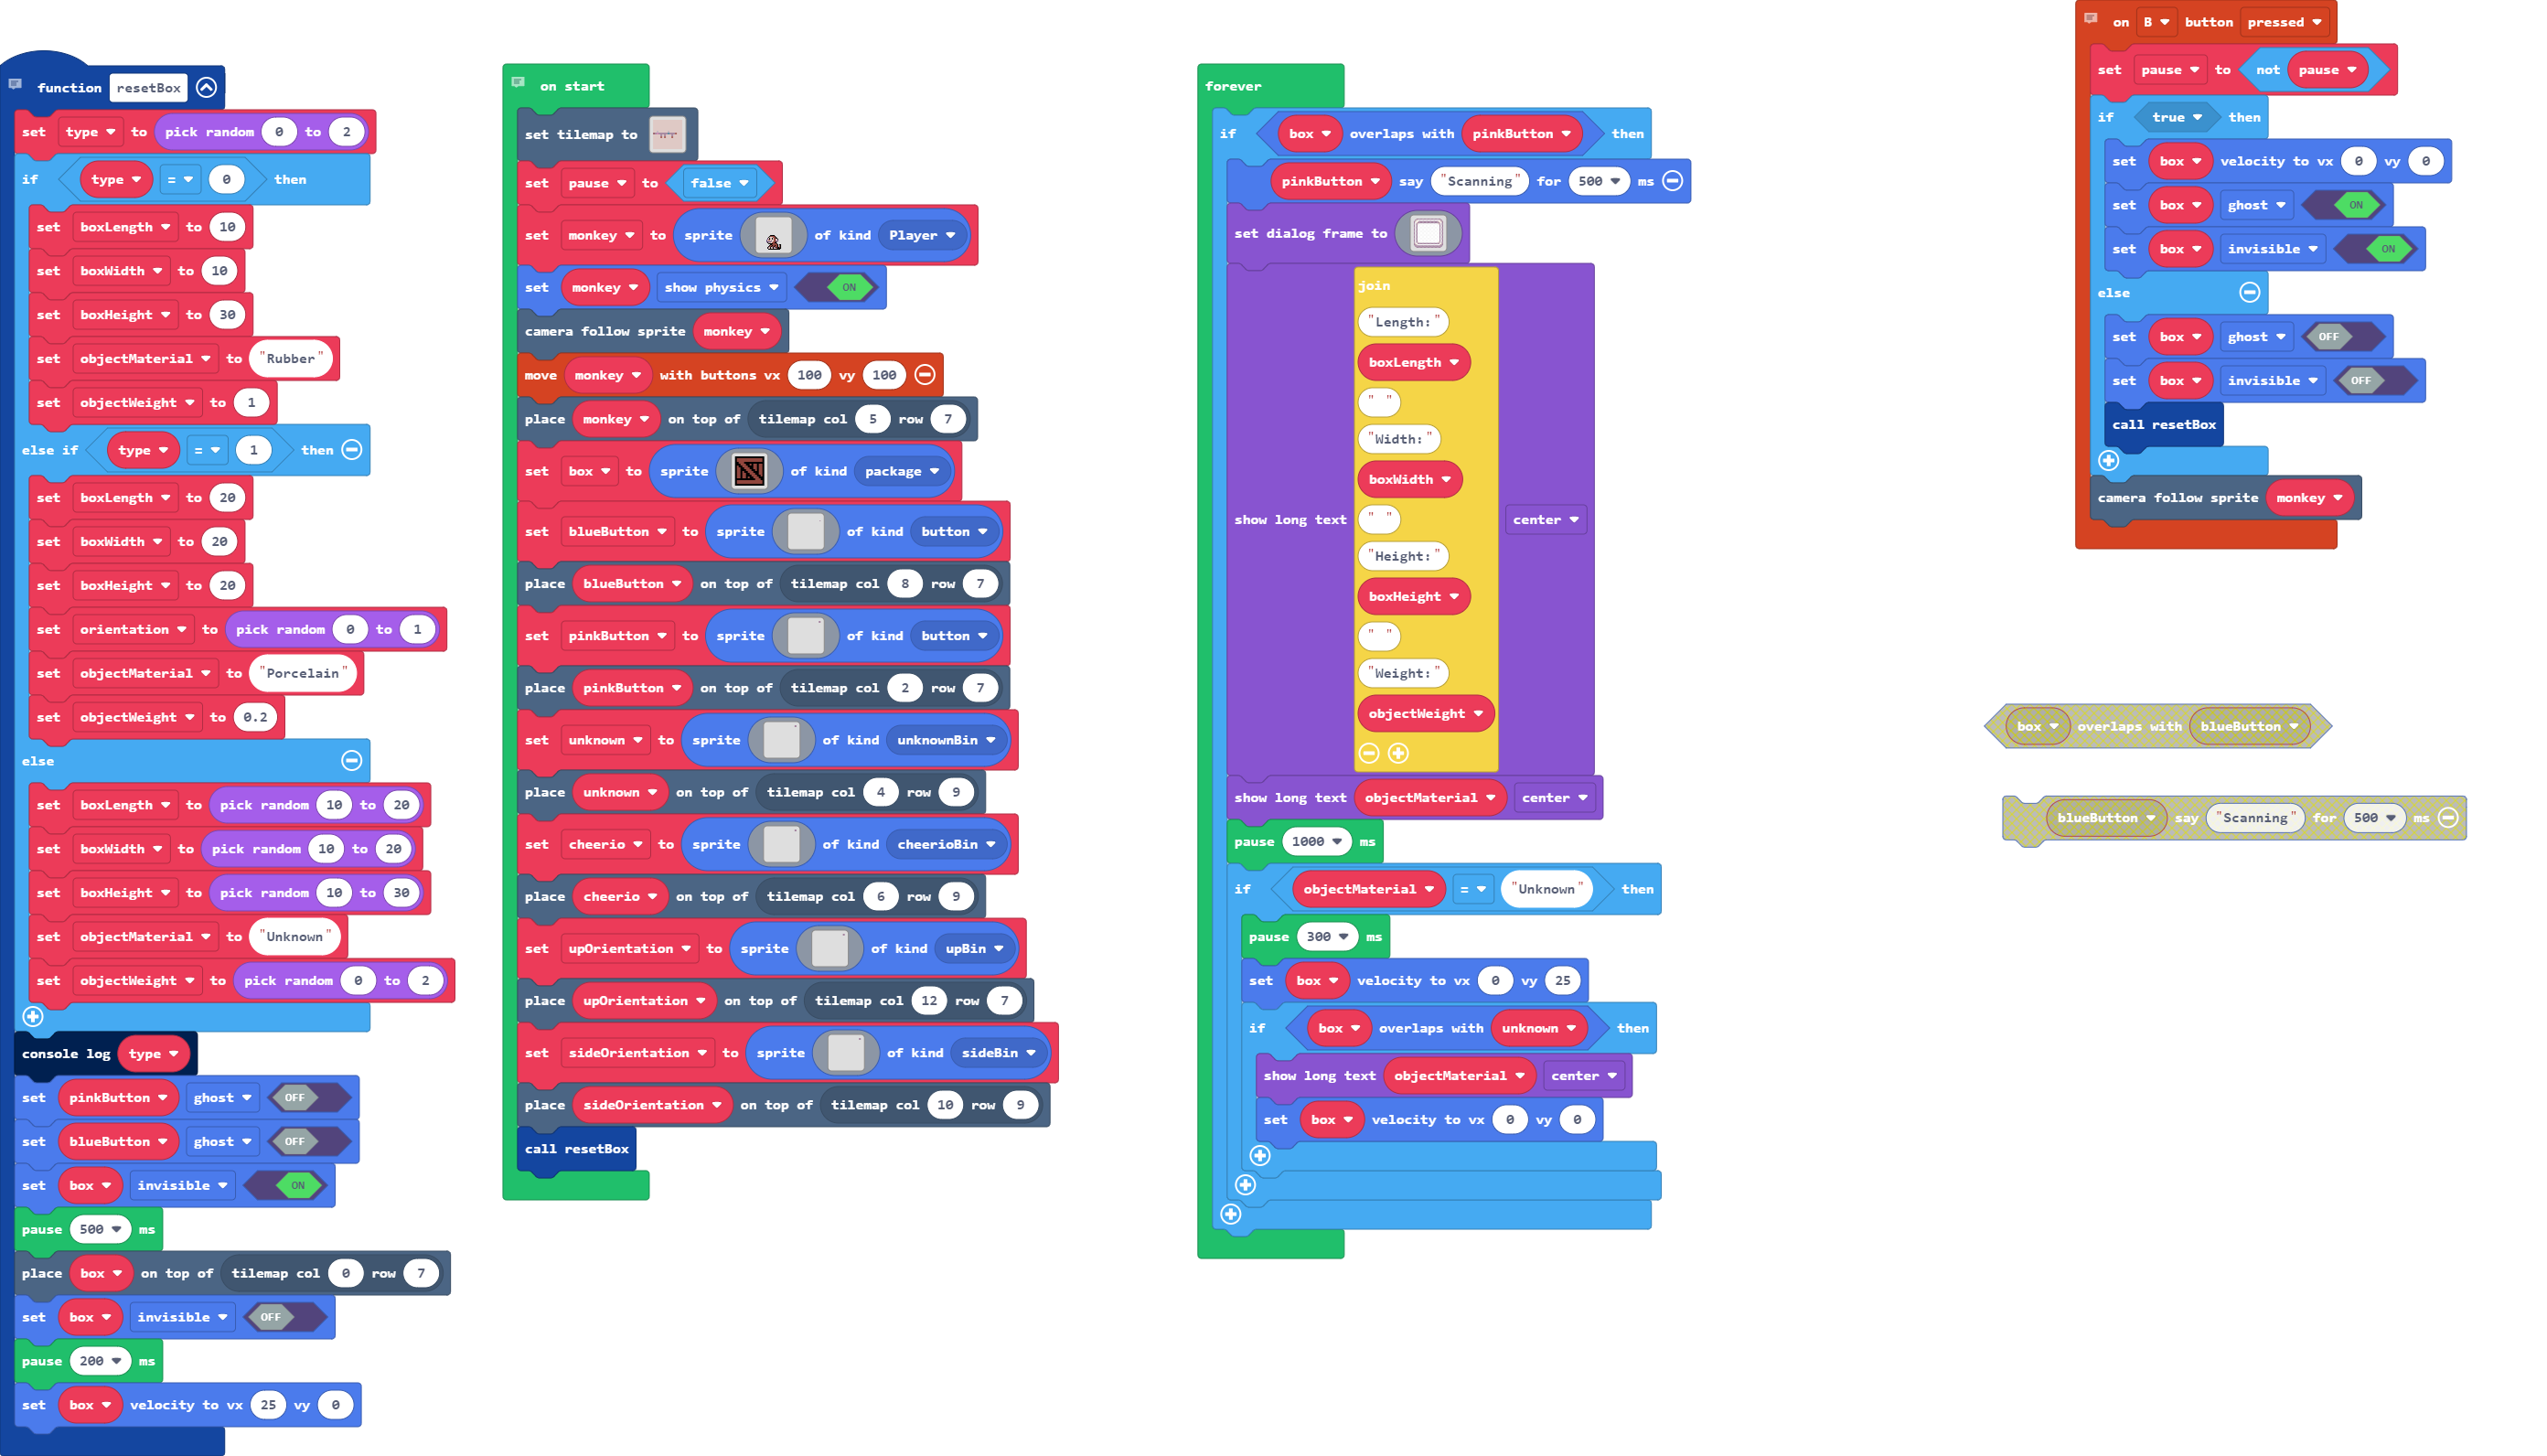 function resetBox
set type to pick random 0 to 2
if type = 0 then
set boxLength to 10
set boxWidth to 10
set boxHeight to 30
set objectMaterial to "Rubber"
set objectWeight to 1
else if type = 1 then
set boxLength to 20
set boxWidth to 20
set boxHeight to 20
set orientation to pick random 0 to 1
set objectMaterial to "Porcelain"
set objectWeight to 0.2
else
set boxLength to pick random 10 to 20
set boxWidth to pick random 10 to 20
set boxHeight to pick random 10 to 30
set objectMaterial to "Unknown"
set objectWeight to pick random 0 to 2
console log type
set pinkButton ghost OFF
set blueButton ghost OFF
set box invisible ON
pause 500 ms
place box on top of tilemap col 0 row 7
set box invisible OFF
pause 200 ms
set box velocity to vx 25 vy 0
on start
set tilemap to
set pause to false
set monkey to sprite of kind Player
set monkey show physics ON
camera follow sprite monkey
move monkey with buttons vx 100 vy 100
place monkey on top of tilemap col 5 row 7
set box to sprite of kind package
set blueButton to sprite of kind button
place blueButton on top of tilemap col 8 row 7
set pinkButton to sprite of kind button
place pinkButton on top of tilemap col 2 row 7
set unknown to sprite of kind unknownBin
place unknown on top of tilemap col 4 row 9
set cheerio to sprite of kind cheerioBin
place cheerio on top of tilemap col 6 row 9
set upOrientation to sprite of kind upBin
place upOrientation on top of tilemap col 12 row 7
set sideOrientation to sprite of kind sideBin
place sideOrientation on top of tilemap col 10 row 9
call resetBox
forever
if box overlaps with pinkButton then
pinkButton say "Scanning" for 500 ms
set dialog frame to
join
"Length:"
boxLength
" "
"Width:"
boxWidth
show long text " " center
"Height:"
boxHeight
" "
"Weight:"
objectWeight
show long text objectMaterial center
pause 1000 ms
if objectMaterial = "Unknown" then
pause 300 ms
set box velocity to vx 0 vy 25
if box overlaps with unknown then
show long text objectMaterial center
set box velocity to vx 0 vy 0
on B button pressed
set pause to not pause
if true then
set box velocity to vx 0 vy 0
set box ghost ON
set box invisible ON
else
set box ghost OFF
set box invisible OFF
call resetBox
camera follow sprite monkey
box overlaps with blueButton
blueButton say "Scanning" for 500 ms